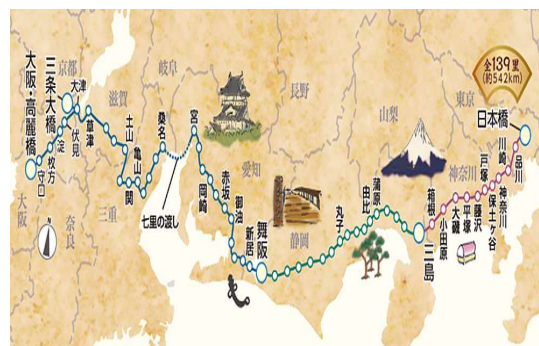 全139里
(約542km)
日本橋
品川
川崎
神奈川
保土ケ谷
戸塚
藤沢
平塚
大磯
小田原
箱根
三島
蒲原
由比
丸子
舞阪
新居
御油
赤坂
岡崎
宮
七里の渡し
桑名
亀山
関
土山
草津
大津
三条大橋
伏見
淀
枚方
守口
大阪・高麗橋
東京
神奈川
山梨
静岡
長野
愛知
岐阜
三重
滋賀
京都
奈良
大阪
N